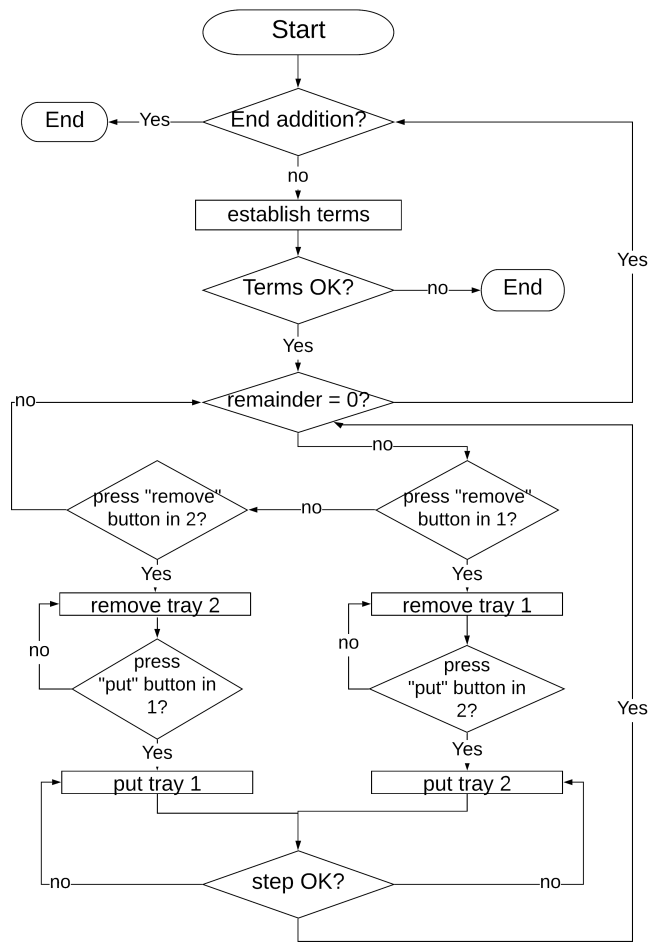 Start
End
Yes
End addition?
no
establish terms
Yes
Terms OK?
no
End
Yes
no
remainder = 0?
no
press "remove"
button in 2?
no
press "remove"
button in 1?
Yes
Yes
remove tray 2
remove tray 1
no
press
"put" button in
1?
no
press
"put" button in
2?
Yes
Yes
Yes
put tray 1
put tray 2
no
step OK?
no